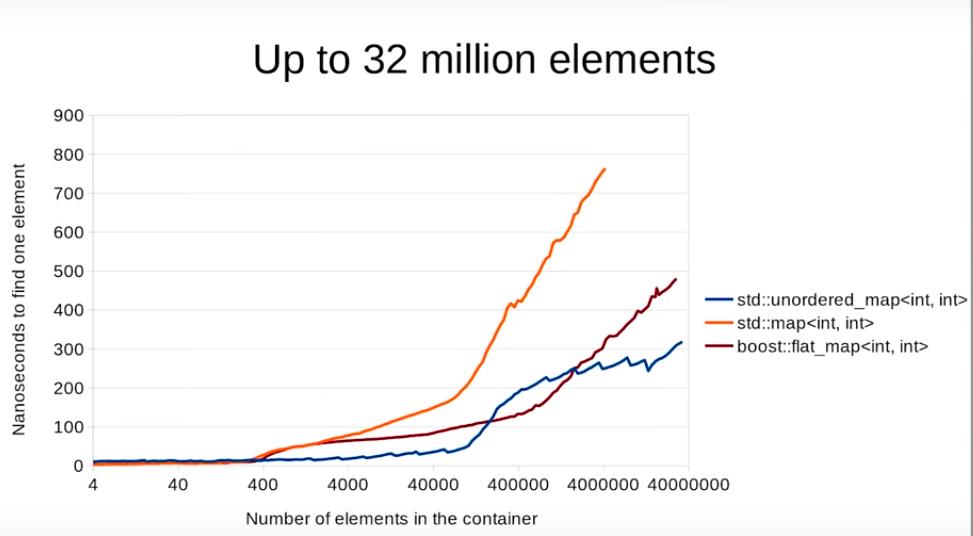 Up to 32 million elements
Nanoseconds to find one element
900
800
700
600
500
400
300
200
100
0
4 40 400 4000 40000 400000 4000000 40000000
Number of elements in the container
std::unordered_map<int, int>
std::map<int, int>
boost::flat_map<int, int>